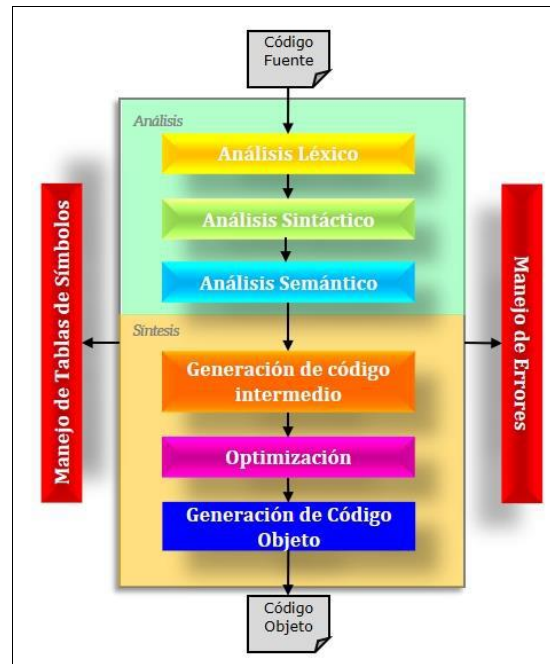 Código
Fuente
Análisis
Análisis Léxico
Análisis Sintáctico
Análisis Semántico
Manejo de Tablas de Símbolos
Manejo de Errores
Síntesis
Generación de código
intermedio
Optimización
Generación de Código
Objeto
Código
Objeto